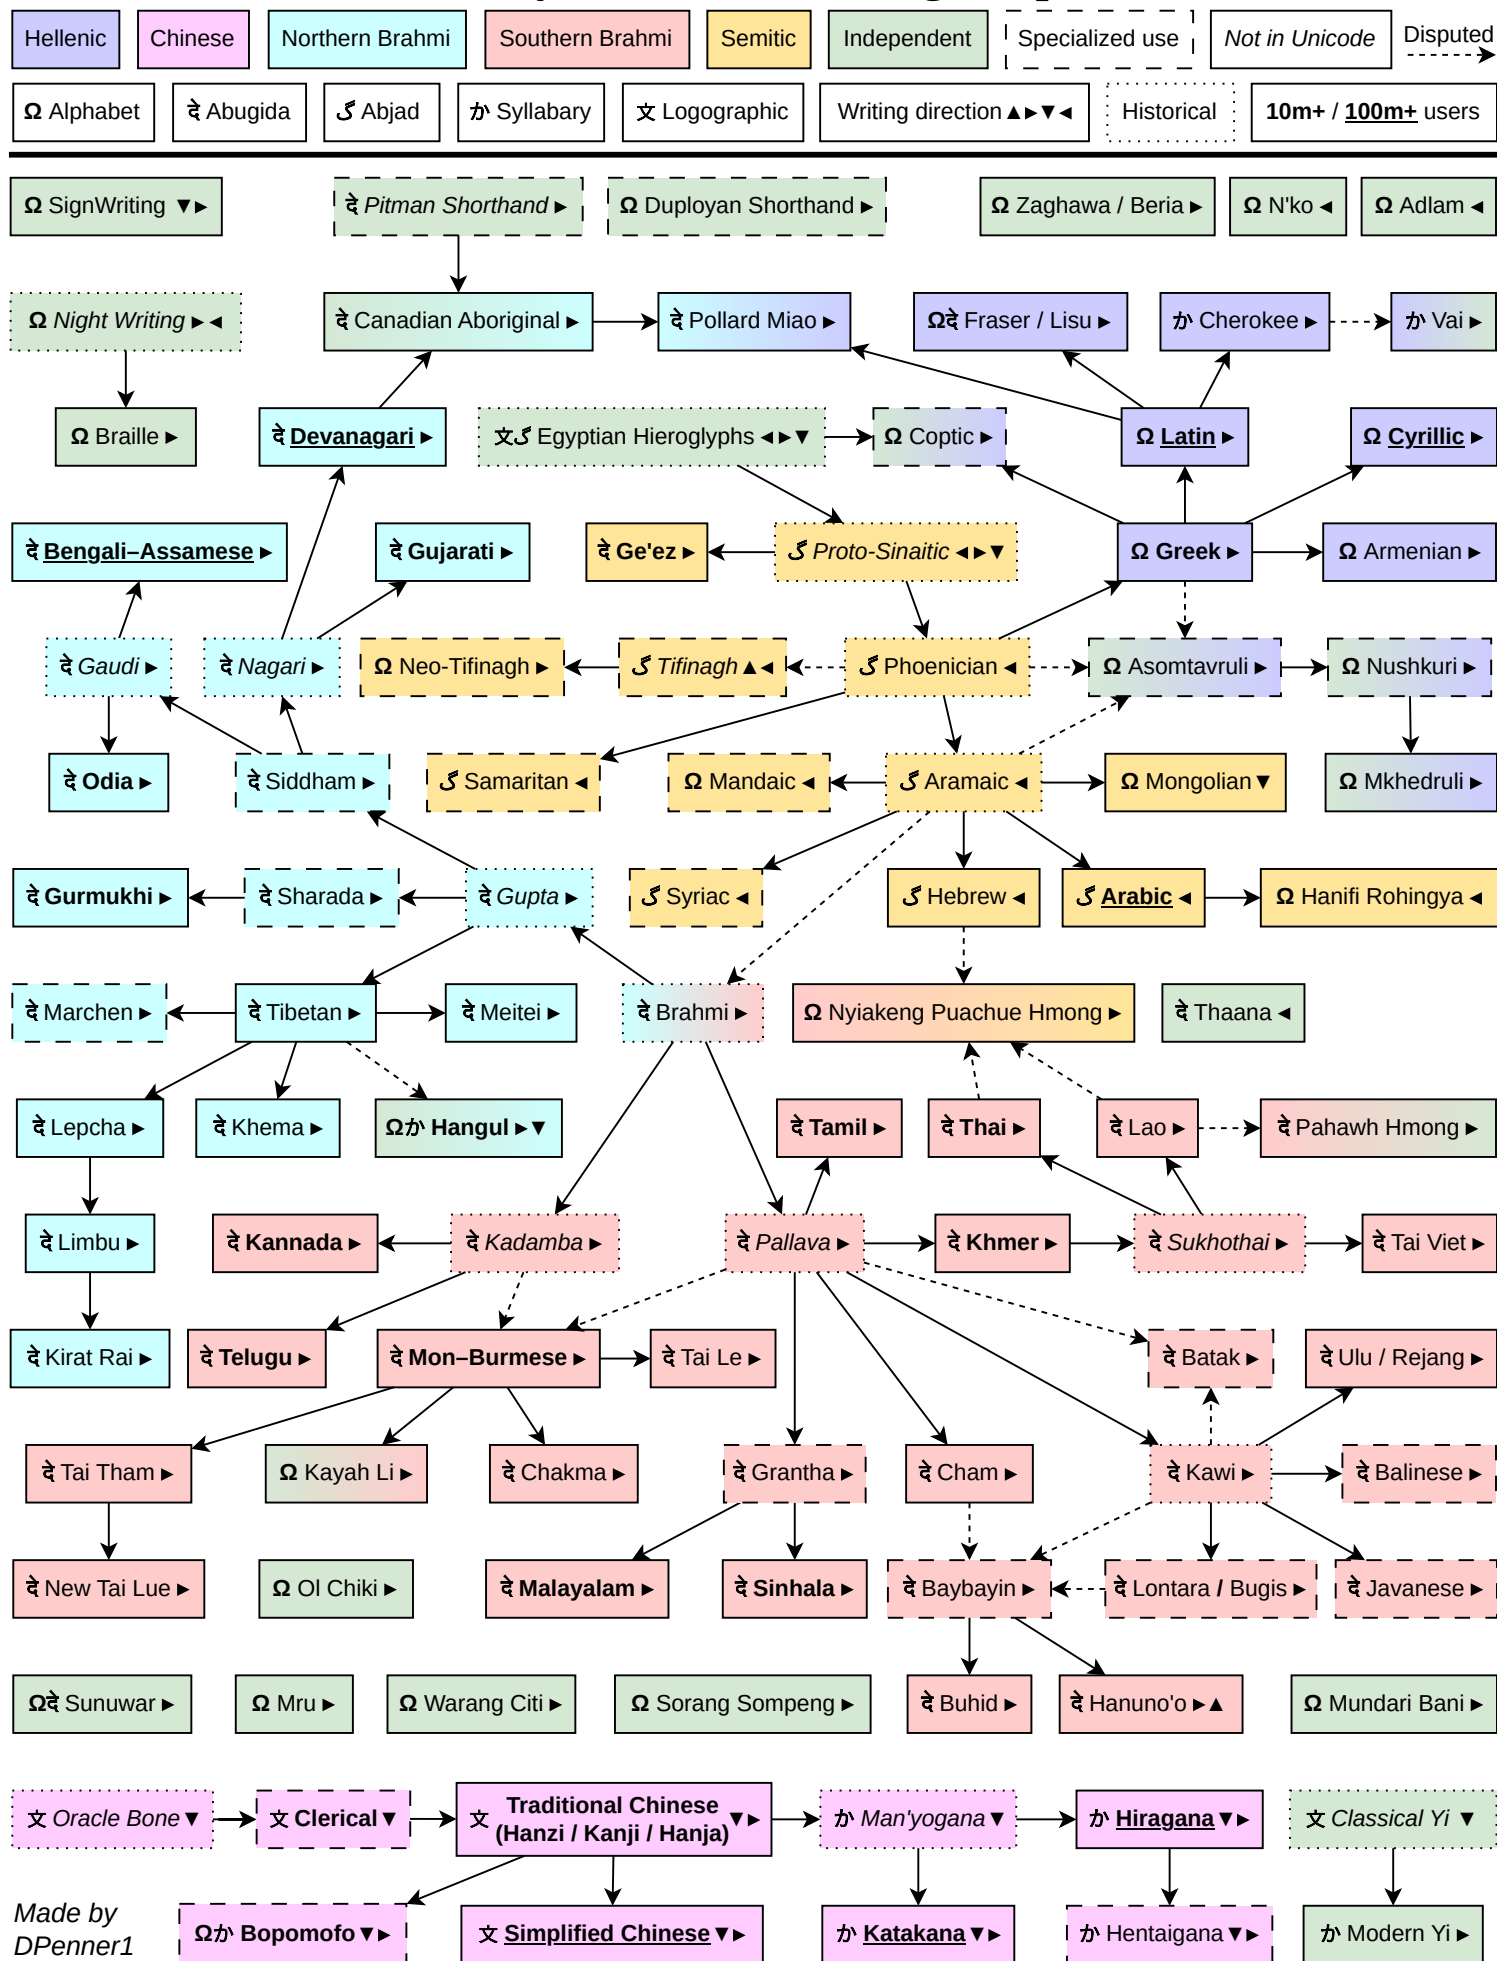 Hellenic
Chinese
Northern Brahmi
Southern Brahmi
Semitic
Independent
Specialized use
Not in Unicode
Disputed
Ω Alphabet
दे Abugida
گ Abjad
か Syllabary
文 Logographic
Writing direction ▲▶▼◀
Historical
10m+ / 100m+ users
Ω SignWriting ▼▶
दे Pitman Shorthand ▶
Ω Duployan Shorthand ▶
Ω Zaghawa / Beria ▶
Ω N'ko ◀
Ω Adlam ◀
Ω Night Writing ▶◀
दे Canadian Aboriginal ▶
दे Pollard Miao ▶
Ωदे Fraser / Lisu ▶
か Cherokee ▶
か Vai ▶
Ω Braille ▶
दे Devanagari ▶
文گ Egyptian Hieroglyphs ◀▶▼
Ω Coptic ▶
Ω Latin ▶
Ω Cyrillic ▶
दे Bengali–Assamese ▶
दे Gujarati ▶
दे Ge'ez ▶
گ Proto-Sinaitic ◀▶▼
Ω Greek ▶
Ω Armenian ▶
दे Gaudi ▶
दे Nagari ▶
Ω Neo-Tifinagh ▶
گ Tifinagh ▲◀
گ Phoenician ◀
Ω Asomtavruli ▶
Ω Nushkuri ▶
दे Odia ▶
दे Siddham ▶
گ Samaritan ◀
Ω Mandaic ◀
گ Aramaic ◀
Ω Mongolian ▼
Ω Mkhedruli ▶
दे Gurmukhi ▶
दे Sharada ▶
दे Gupta ▶
گ Syriac ◀
گ Hebrew ◀
گ Arabic ◀
Ω Hanifi Rohingya ◀
दे Marchen ▶
दे Tibetan ▶
दे Meitei ▶
दे Brahmi ▶
Ω Nyiakeng Puachue Hmong ▶
दे Thaana ◀
दे Lepcha ▶
दे Khema ▶
Ωか Hangul ▶▼
दे Tamil ▶
दे Thai ▶
दे Lao ▶
दे Pahawh Hmong ▶
दे Limbu ▶
दे Kannada ▶
दे Kadamba ▶
दे Pallava ▶
दे Khmer ▶
दे Sukhothai ▶
दे Tai Viet ▶
दे Kirat Rai ▶
दे Telugu ▶
दे Mon–Burmese ▶
दे Tai Le ▶
दे Batak ▶
दे Ulu / Rejang ▶
दे Tai Tham ▶
Ω Kayah Li ▶
दे Chakma ▶
दे Grantha ▶
दे Cham ▶
दे Kawi ▶
दे Balinese ▶
दे New Tai Lue ▶
Ω Ol Chiki ▶
दे Malayalam ▶
दे Sinhala ▶
दे Baybayin ▶
दे Lontara / Bugis ▶
दे Javanese ▶
Ωदे Sunuwar ▶
Ω Mru ▶
Ω Warang Citi ▶
Ω Sorang Sompeng ▶
दे Buhid ▶
दे Hanuno'o ▶▲
Ω Mundari Bani ▶
文 Oracle Bone ▼
文 Clerical ▼
文 Traditional Chinese
(Hanzi / Kanji / Hanja) ▼▶
か Man'yogana ▼
か Hiragana ▼▶
文 Classical Yi ▼
Made by
DPenner1
Ωか Bopomofo ▼▶
文 Simplified Chinese ▼▶
か Katakana ▼▶
か Hentaigana ▼▶
か Modern Yi ▶